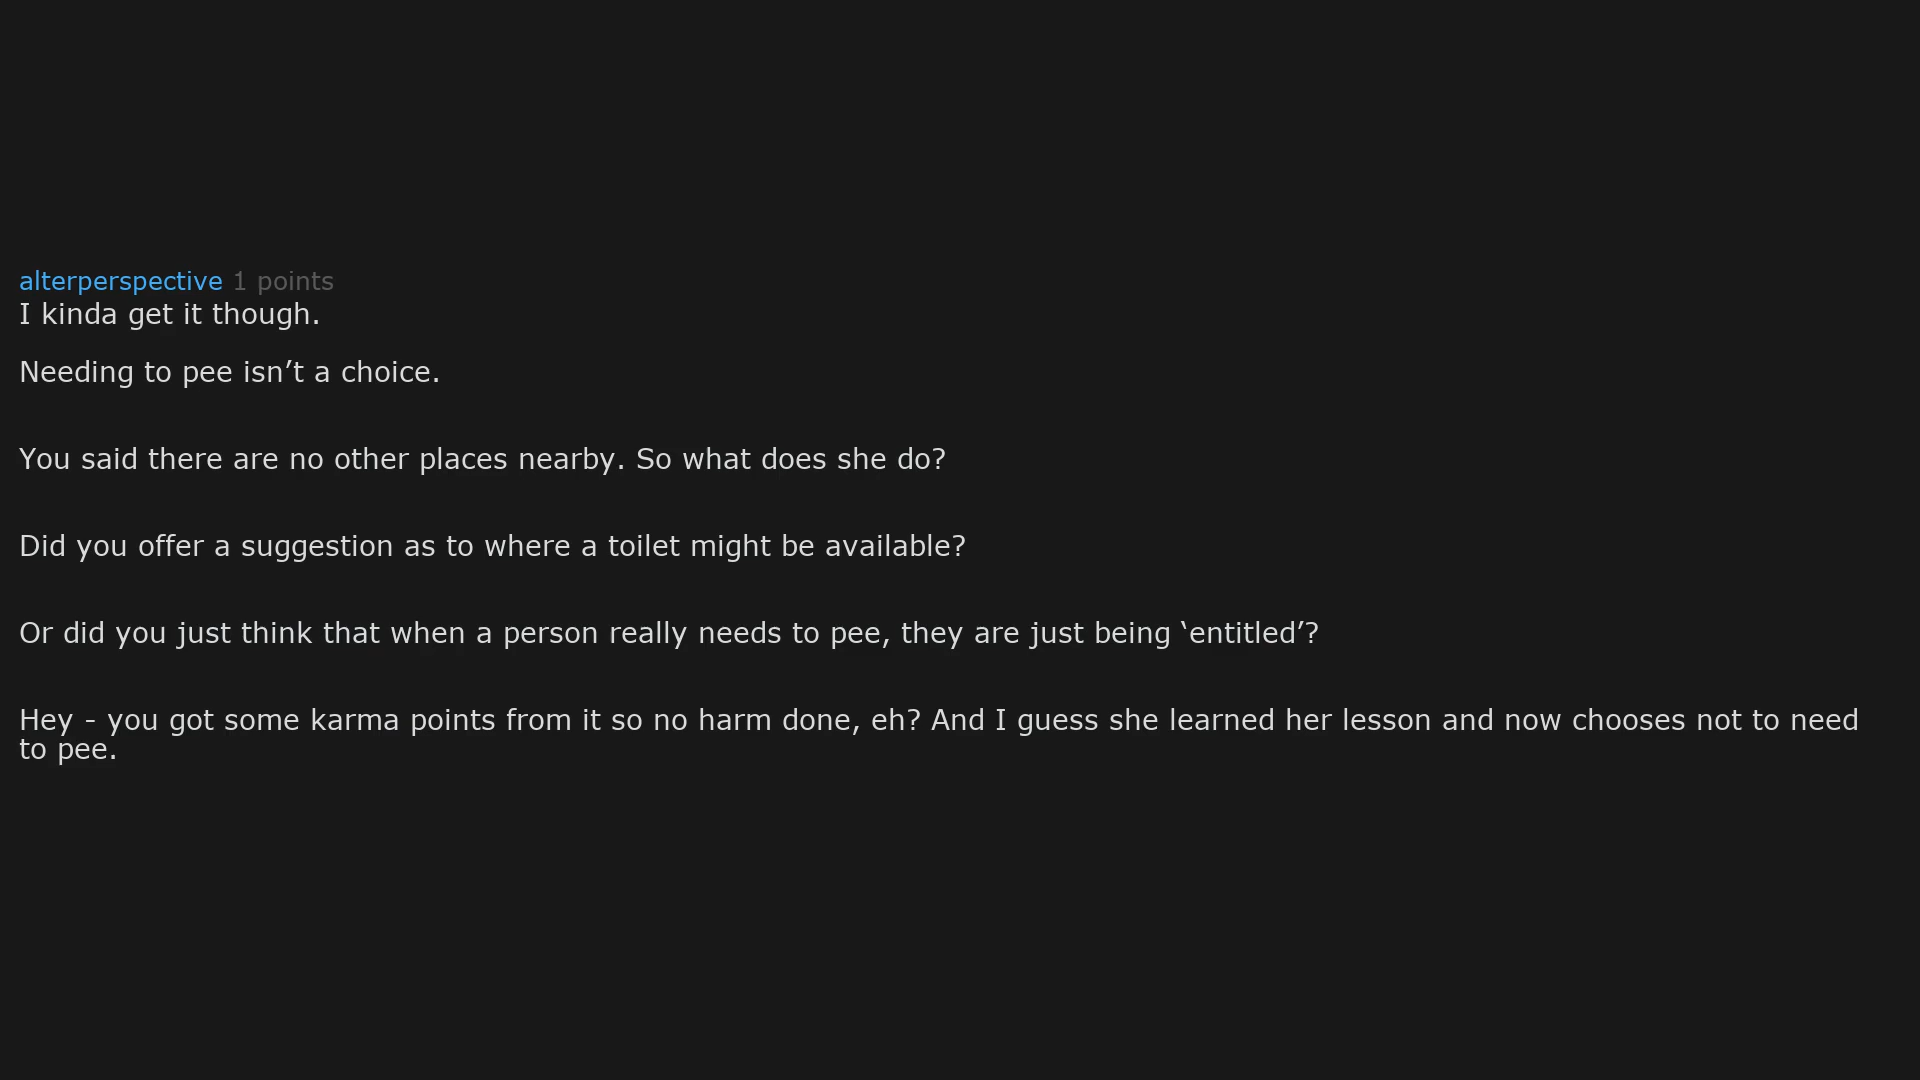 alterperspective 1 points
I kinda get it though.
Needing to pee isn’t a choice.
You said there are no other places nearby. So what does she do?
Did you offer a suggestion as to where a toilet might be available?
Or did you just think that when a person really needs to pee, they are just being ‘entitled’?
Hey - you got some karma points from it so no harm done, eh? And I guess she learned her lesson and now chooses not to need
to pee.